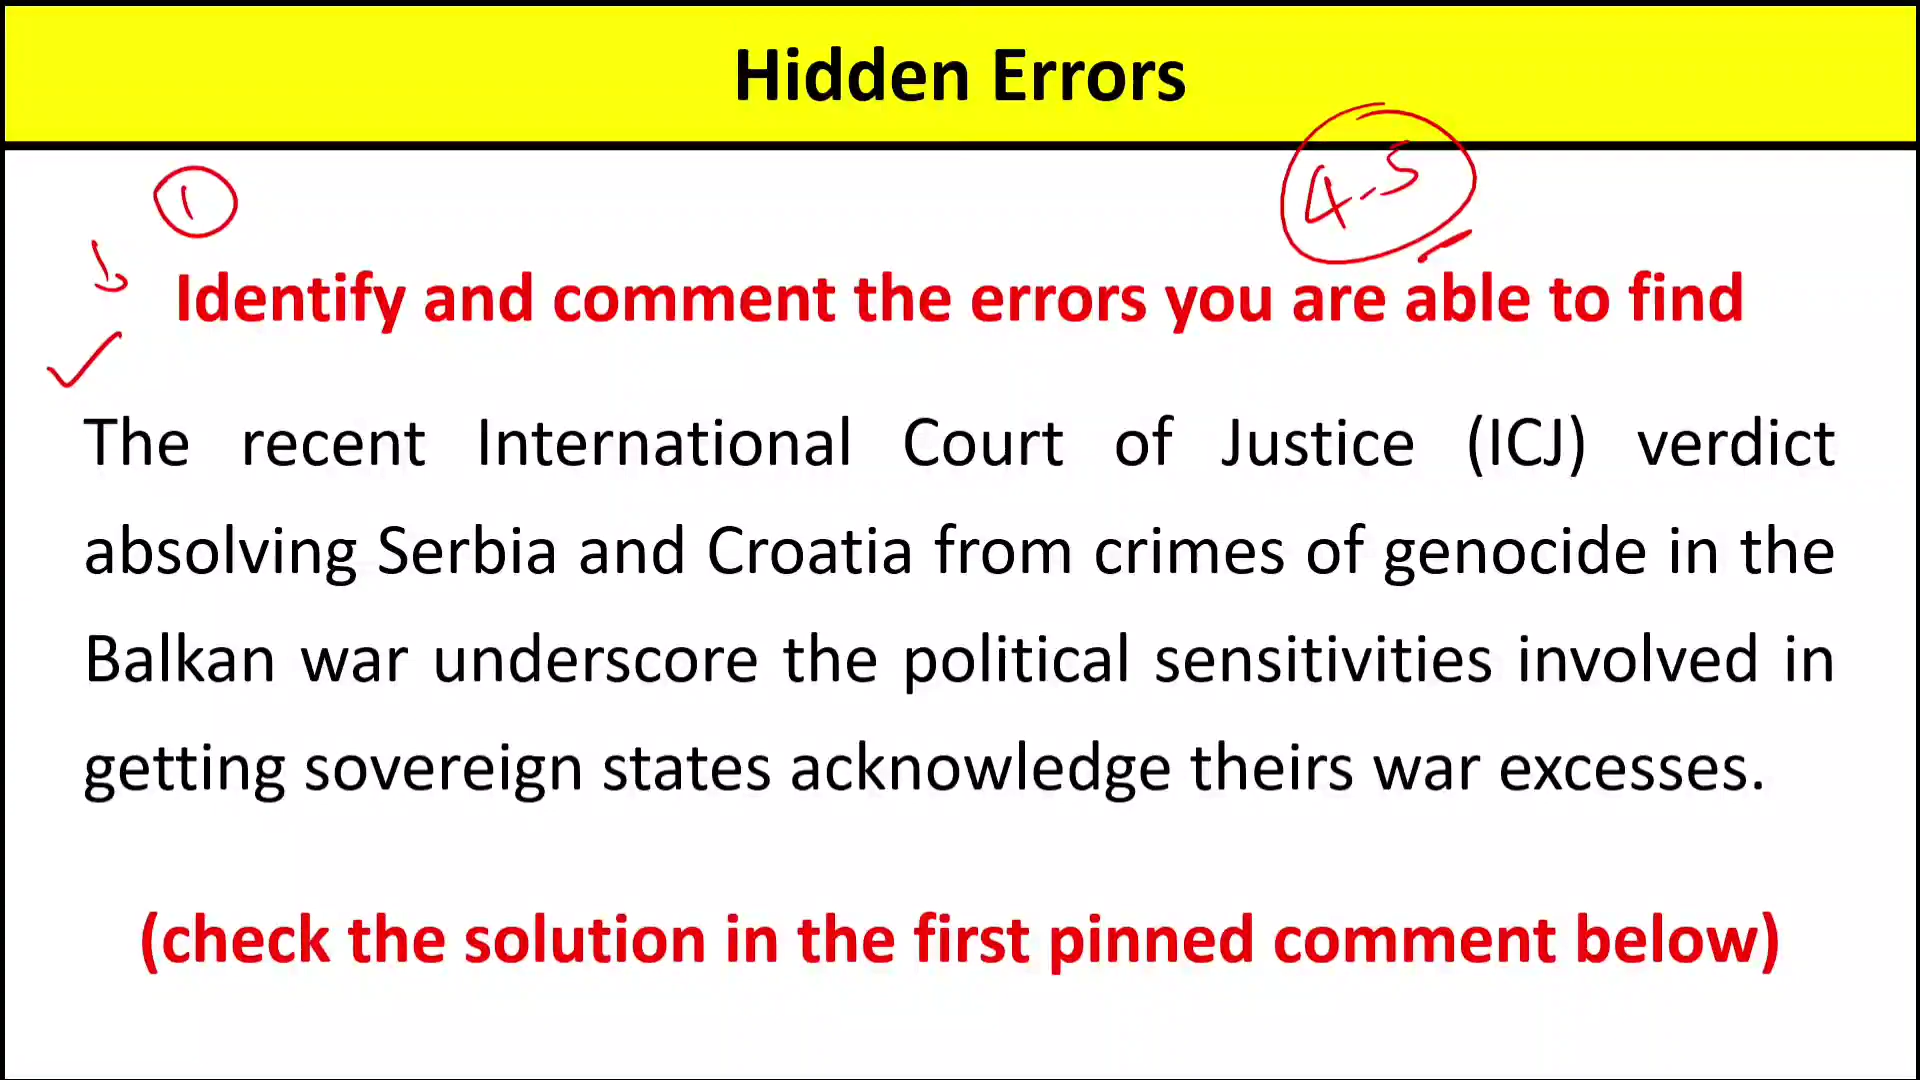 Hidden Errors
4-5
1
Identify and comment the errors you are able to find
The recent International Court of Justice (ICJ) verdict
absolving Serbia and Croatia from crimes of genocide in the
Balkan war underscore the political sensitivities involved in
getting sovereign states acknowledge theirs war excesses.
(check the solution in the first pinned comment below)